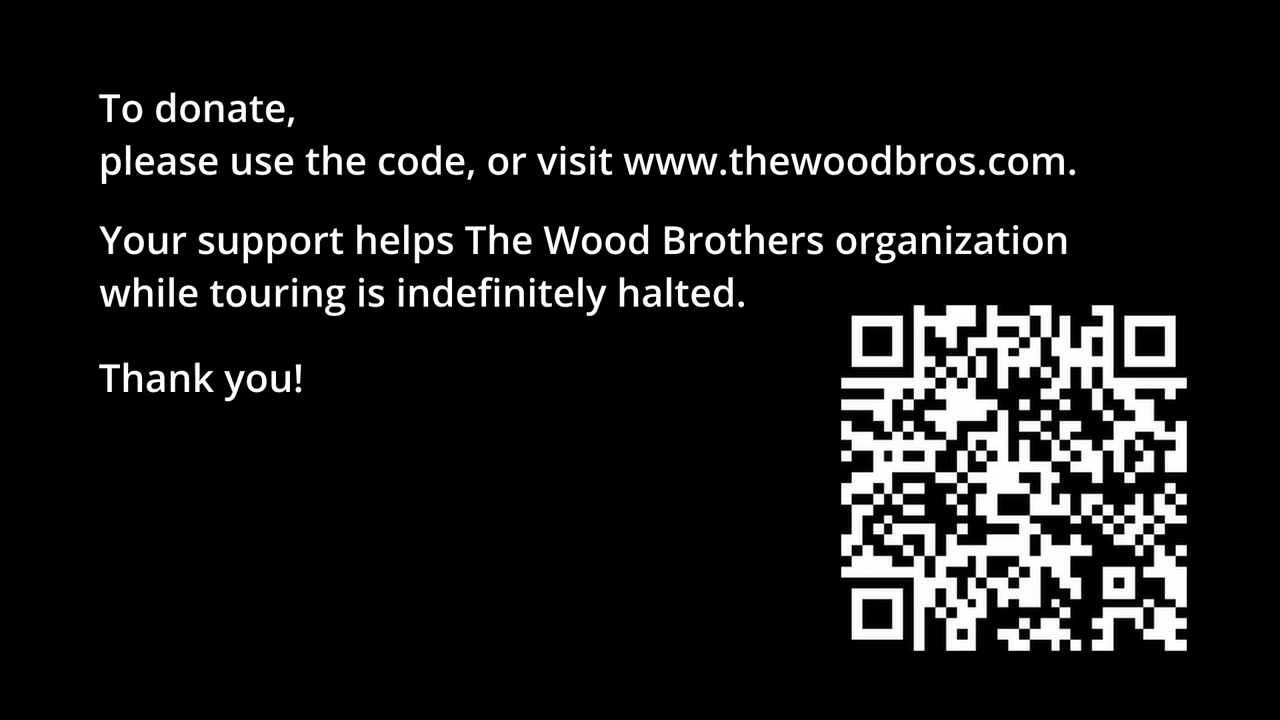 To donate,
please use the code, or visit www.thewoodbros.com.
Your support helps The Wood Brothers organization
while touring is indefinitely halted.
Thank you!